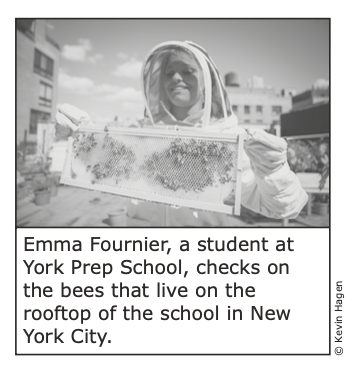 Emma Fournier, a student at
York Prep School, checks on
the bees that live on the
rooftop of the school in New
York City.
© Kevin Hagen